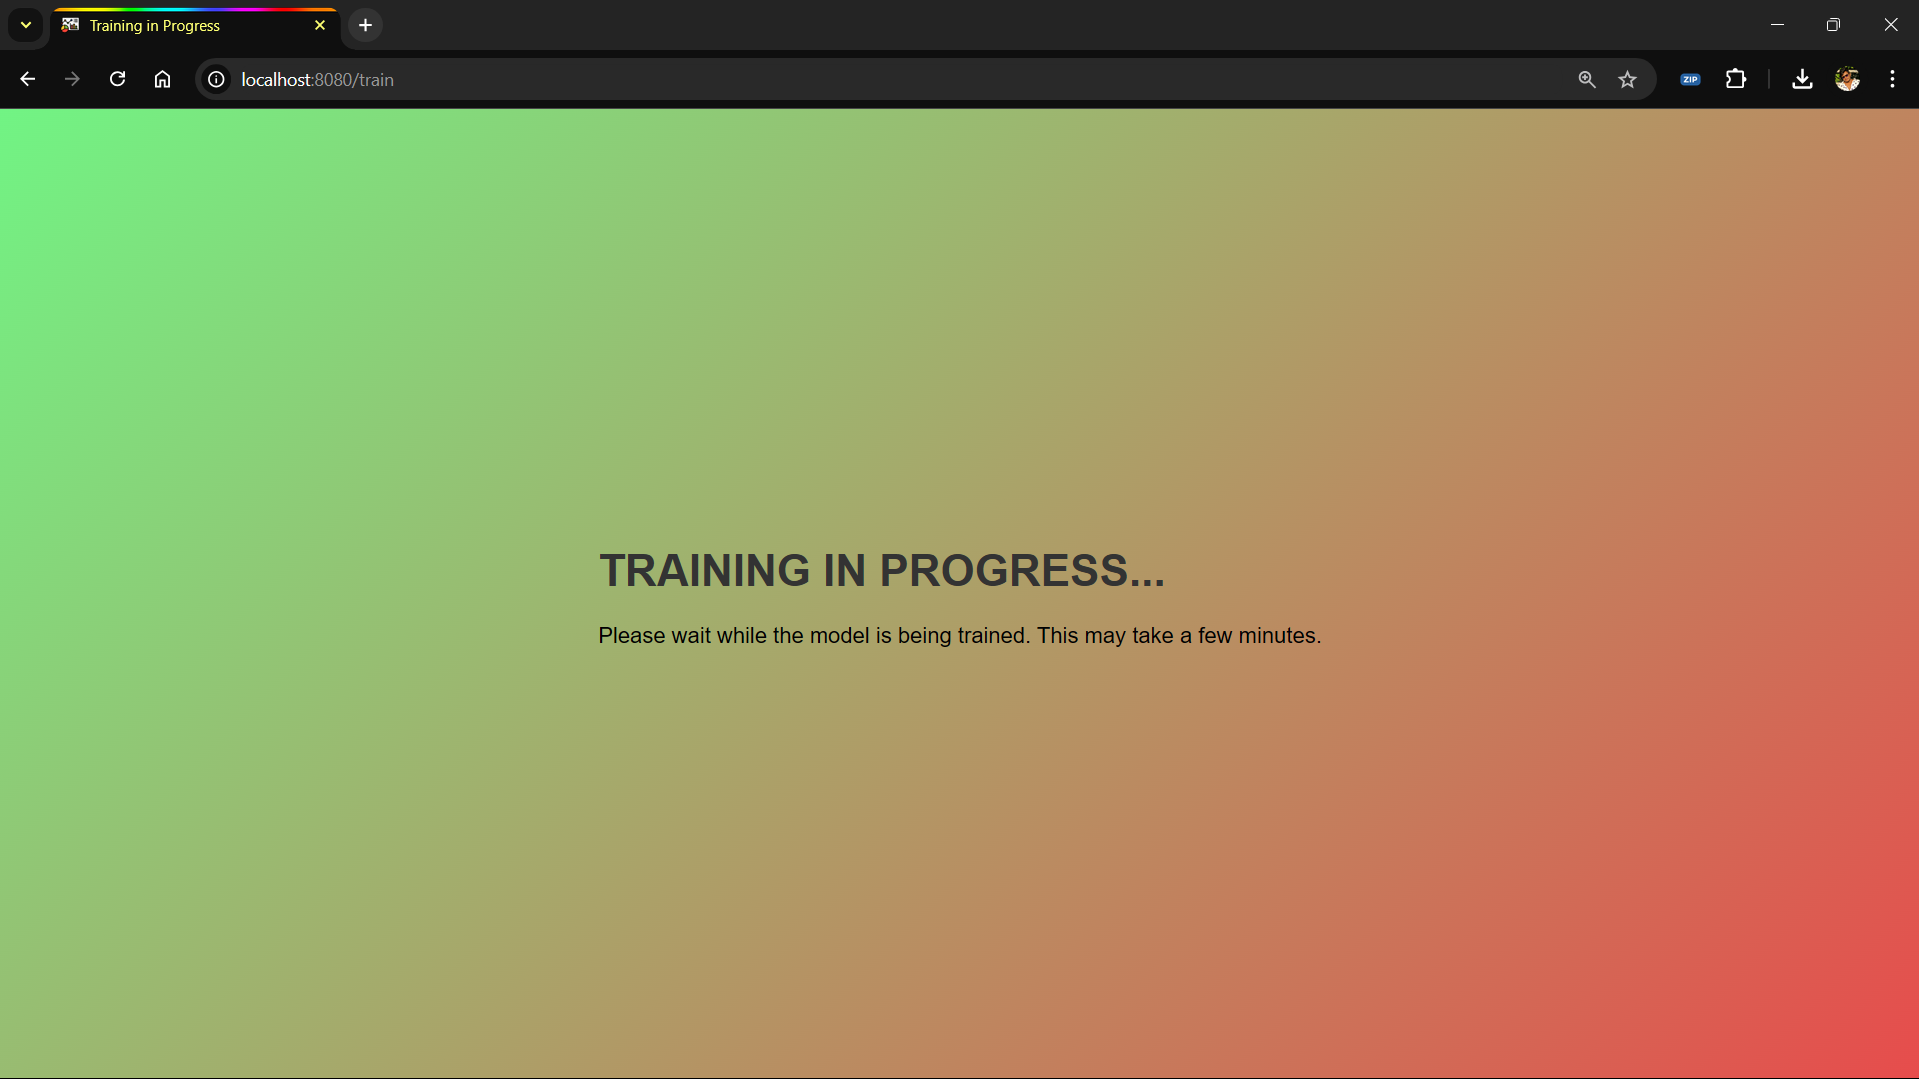 Training in Progress
localhost:8080/train
ZIP
TRAINING IN PROGRESS...
Please wait while the model is being trained. This may take a few minutes.